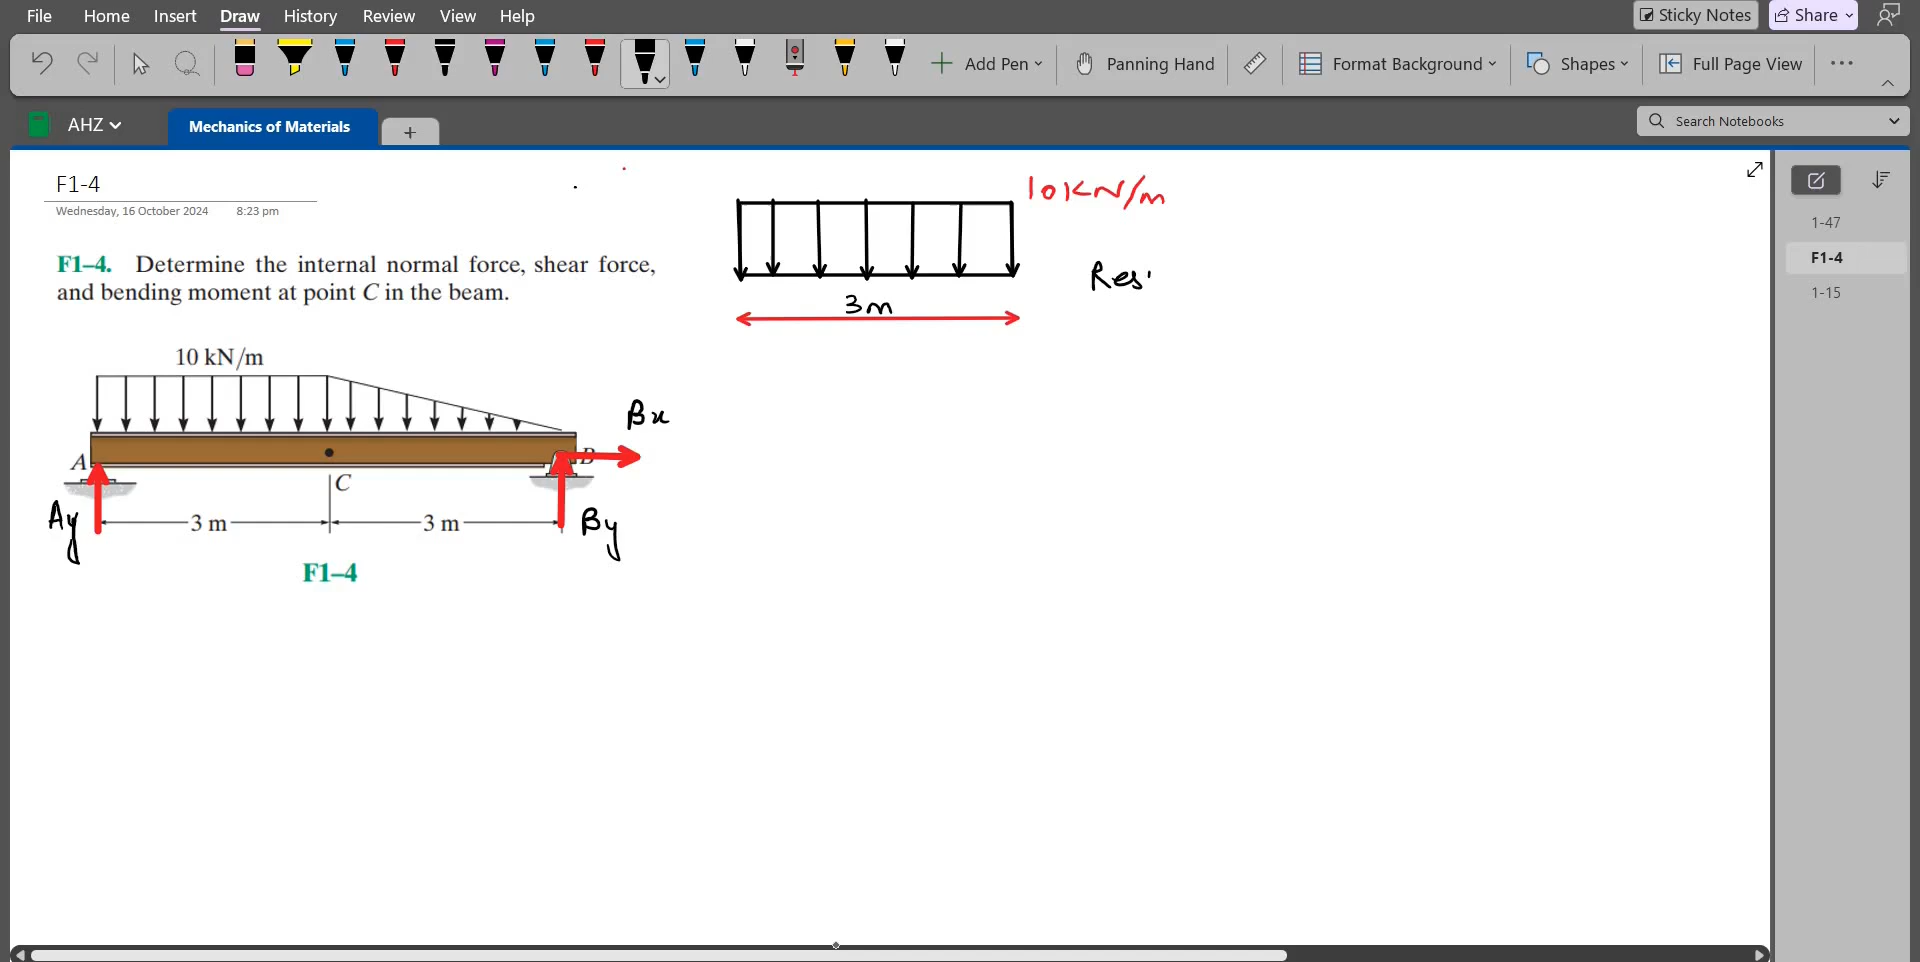 File Home Insert Draw History Review View Help Sticky Notes Share
Add Pen Panning Hand Format Background Shapes Full Page View
AHZ Mechanics of Materials + Search Notebooks
F1-4
Wednesday, 16 October 2024 8:23 pm
F1–4. Determine the internal normal force, shear force,
and bending moment at point C in the beam.
10 kN/m
A
B
C
3 m 3 m
Ay
By
Bx
F1–4
10KN/m
3m
Res
1-47
F1-4
1-15